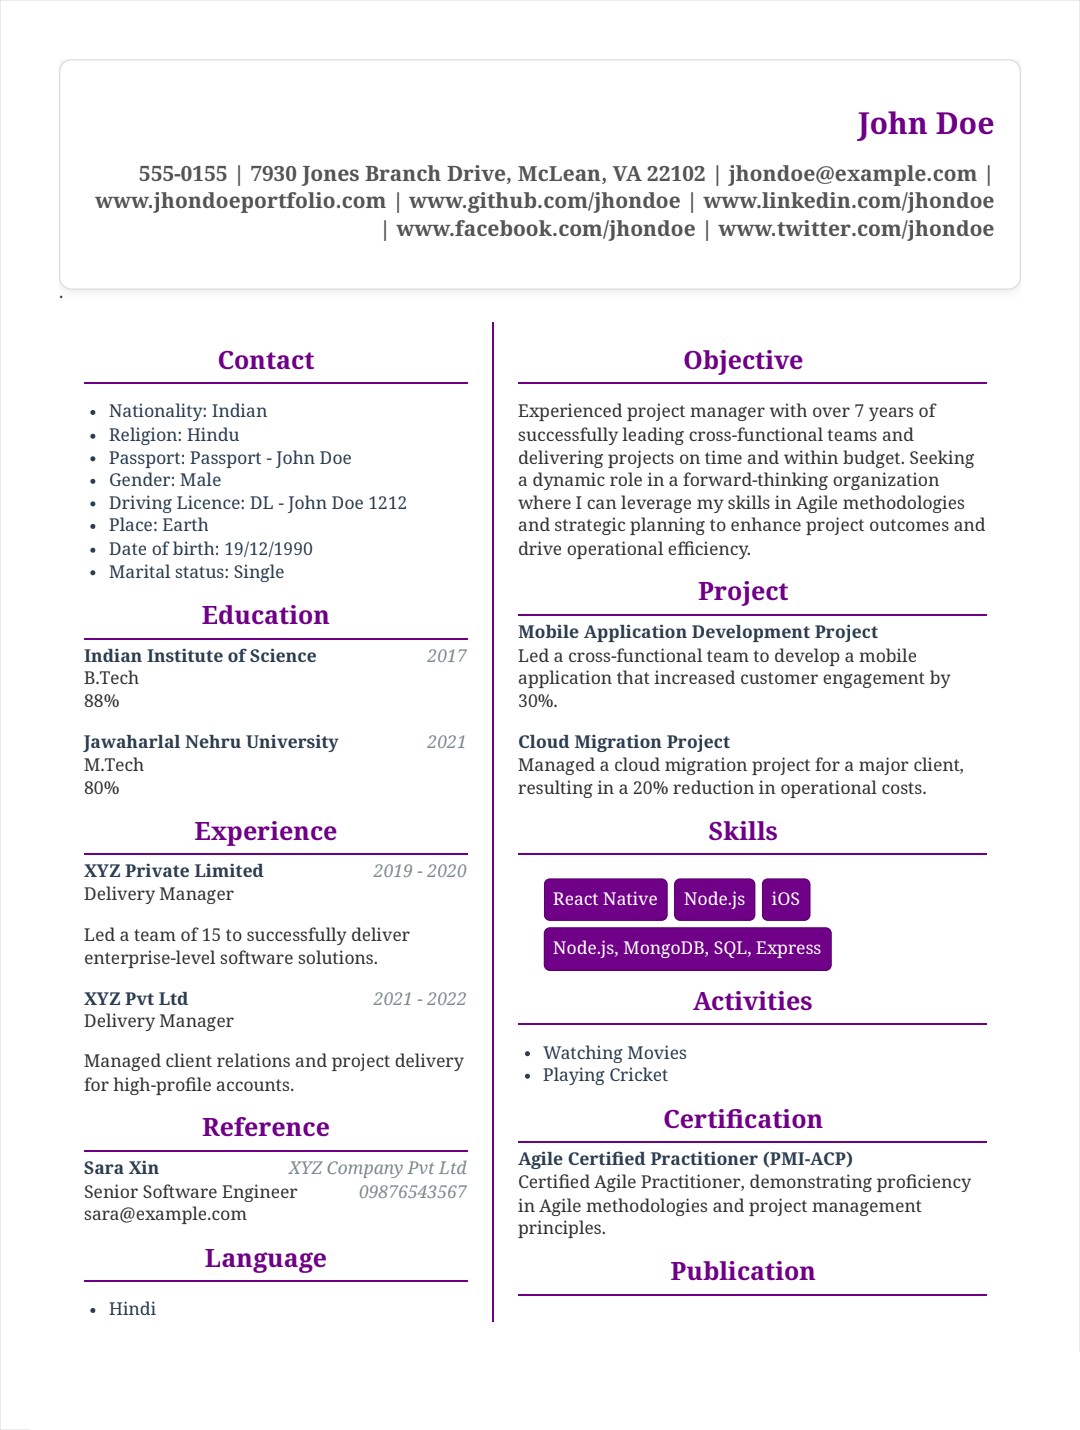 John Doe
555-0155 | 7930 Jones Branch Drive, McLean, VA 22102 | jhondoe@example.com |
www.jhondoeportfolio.com | www.github.com/jhondoe | www.linkedin.com/jhondoe
| www.facebook.com/jhondoe | www.twitter.com/jhondoe
.
Contact
• Nationality: Indian
• Religion: Hindu
• Passport: Passport - John Doe
• Gender: Male
• Driving Licence: DL - John Doe 1212
• Place: Earth
• Date of birth: 19/12/1990
• Marital status: Single
Education
Indian Institute of Science 2017
B.Tech
88%
Jawaharlal Nehru University 2021
M.Tech
80%
Experience
XYZ Private Limited 2019 - 2020
Delivery Manager
Led a team of 15 to successfully deliver
enterprise-level software solutions.
XYZ Pvt Ltd 2021 - 2022
Delivery Manager
Managed client relations and project delivery
for high-profile accounts.
Reference
Sara Xin XYZ Company Pvt Ltd
Senior Software Engineer 09876543567
sara@example.com
Language
• Hindi
Objective
Experienced project manager with over 7 years of
successfully leading cross-functional teams and
delivering projects on time and within budget. Seeking
a dynamic role in a forward-thinking organization
where I can leverage my skills in Agile methodologies
and strategic planning to enhance project outcomes and
drive operational efficiency.
Project
Mobile Application Development Project
Led a cross-functional team to develop a mobile
application that increased customer engagement by
30%.
Cloud Migration Project
Managed a cloud migration project for a major client,
resulting in a 20% reduction in operational costs.
Skills
React Native Node.js iOS
Node.js, MongoDB, SQL, Express
Activities
• Watching Movies
• Playing Cricket
Certification
Agile Certified Practitioner (PMI-ACP)
Certified Agile Practitioner, demonstrating proficiency
in Agile methodologies and project management
principles.
Publication